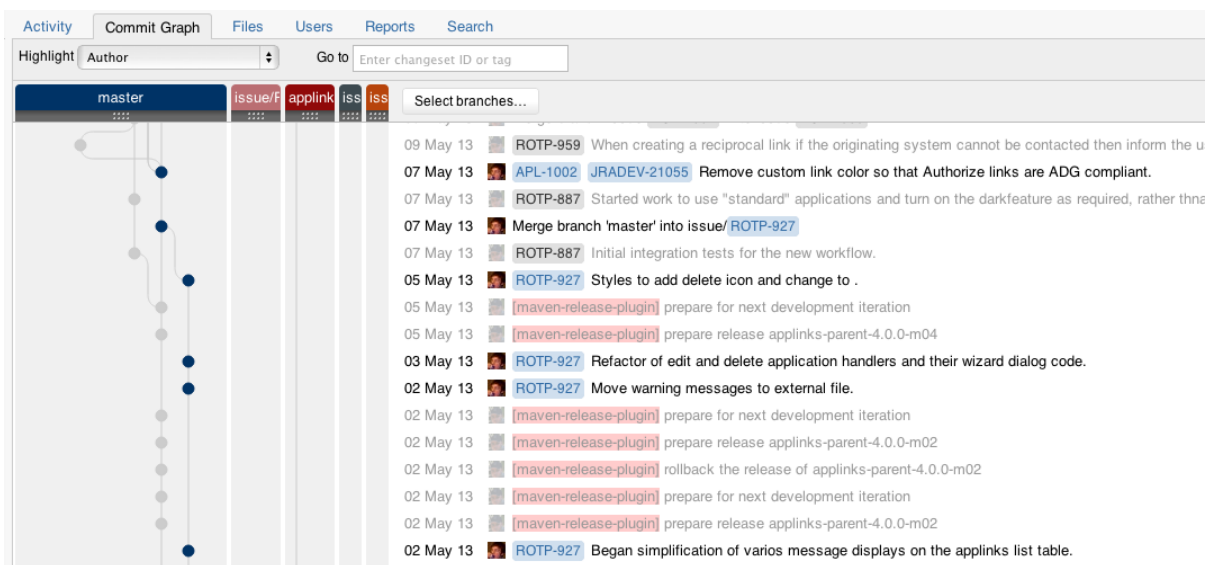 Activity Commit Graph Files Users Reports Search
Highlight Author Go to Enter changeset ID or tag
master issue/F applink iss iss Select branches...
09 May 13 ROTP-959 When creating a reciprocal link if the originating system cannot be contacted then inform the u
07 May 13 APL-1002 JRADEV-21055 Remove custom link color so that Authorize links are ADG compliant.
07 May 13 ROTP-887 Started work to use "standard" applications and turn on the darkfeature as required, rather thna
07 May 13 Merge branch 'master' into issue/ROTP-927
07 May 13 ROTP-887 Initial integration tests for the new workflow.
05 May 13 ROTP-927 Styles to add delete icon and change to .
05 May 13 [maven-release-plugin] prepare for next development iteration
05 May 13 [maven-release-plugin] prepare release applinks-parent-4.0.0-m04
03 May 13 ROTP-927 Refactor of edit and delete application handlers and their wizard dialog code.
02 May 13 ROTP-927 Move warning messages to external file.
02 May 13 [maven-release-plugin] prepare for next development iteration
02 May 13 [maven-release-plugin] prepare release applinks-parent-4.0.0-m02
02 May 13 [maven-release-plugin] rollback the release of applinks-parent-4.0.0-m02
02 May 13 [maven-release-plugin] prepare for next development iteration
02 May 13 [maven-release-plugin] prepare release applinks-parent-4.0.0-m02
02 May 13 ROTP-927 Began simplification of varios message displays on the applinks list table.